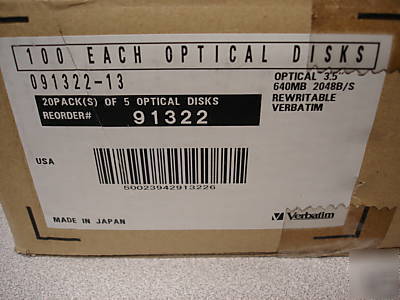 100 EACH OPTICAL DISKS
091322-13
OPTICAL 3.5
640MB 2048B/S
REWRITABLE
VERBATIM
20PACK(S) OF 5 OPTICAL DISKS
REORDER# 91322
USA
50023942913226
MADE IN JAPAN
Verbatim